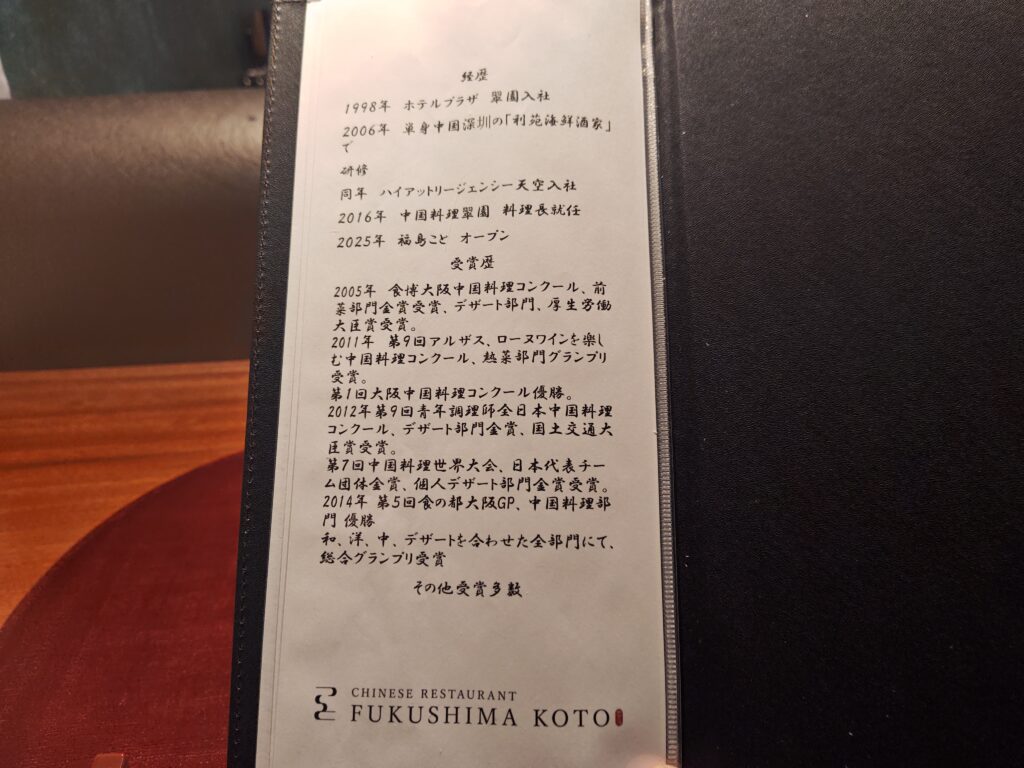 経歴
1998年 ホテルプラザ 翠園入社
2006年 単身中国深圳の「利苑海鮮酒家」
で
研修
同年 ハイアットリージェンシー天空入社
2016年 中国料理翠園 料理長就任
2025年 福島こと オープン
受賞歴
2005年 食博大阪中国料理コンクール、前
菜部門金賞受賞、デザート部門、厚生労働
大臣賞受賞。
2011年 第9回アルザス、ローヌワインを楽し
む中国料理コンクール、熱菜部門グランプリ
受賞。
第1回大阪中国料理コンクール優勝。
2012年第9回青年調理師全日本中国料理
コンクール、デザート部門金賞、国土交通大
臣賞受賞。
第7回中国料理世界大会、日本代表チー
ム団体金賞、個人デザート部門金賞受賞。
2014年 第5回食の都大阪GP、中国料理部
門 優勝
和、洋、中、デザートを合わせた全部門にて、
総合グランプリ受賞
その他受賞多数
CHINESE RESTAURANT
FUKUSHIMA KOTO